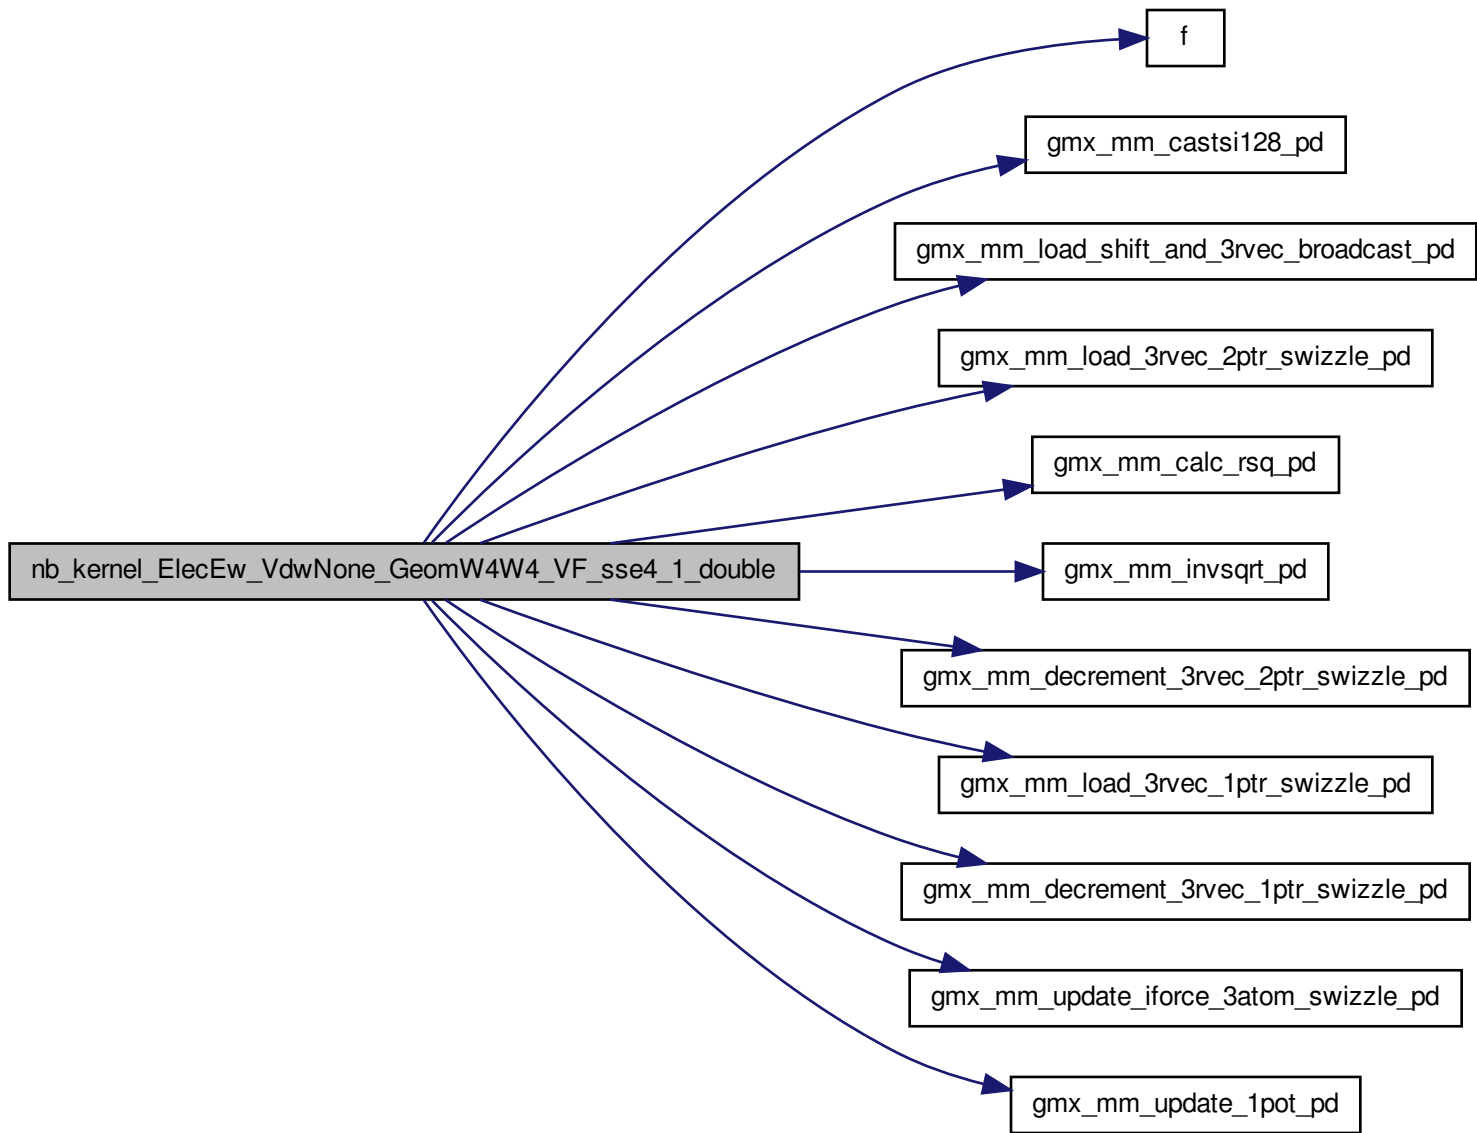 f
gmx_mm_castsi128_pd
gmx_mm_load_shift_and_3rvec_broadcast_pd
gmx_mm_load_3rvec_2ptr_swizzle_pd
gmx_mm_calc_rsq_pd
nb_kernel_ElecEw_VdwNone_GeomW4W4_VF_sse4_1_double
gmx_mm_invsqrt_pd
gmx_mm_decrement_3rvec_2ptr_swizzle_pd
gmx_mm_load_3rvec_1ptr_swizzle_pd
gmx_mm_decrement_3rvec_1ptr_swizzle_pd
gmx_mm_update_iforce_3atom_swizzle_pd
gmx_mm_update_1pot_pd